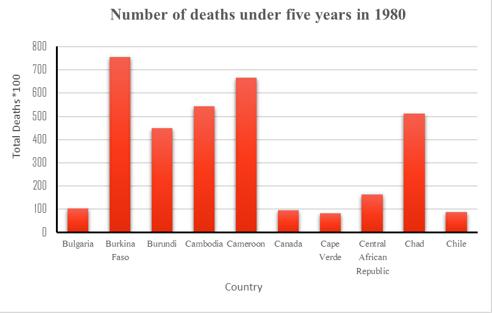 Number of deaths under five years in 1980
Total Deaths *100
800
700
600
500
400
300
200
100
0
Bulgaria
Burkina
Faso
Burundi
Cambodia
Cameroon
Canada
Cape
Verde
Central
African
Republic
Chad
Chile
Country